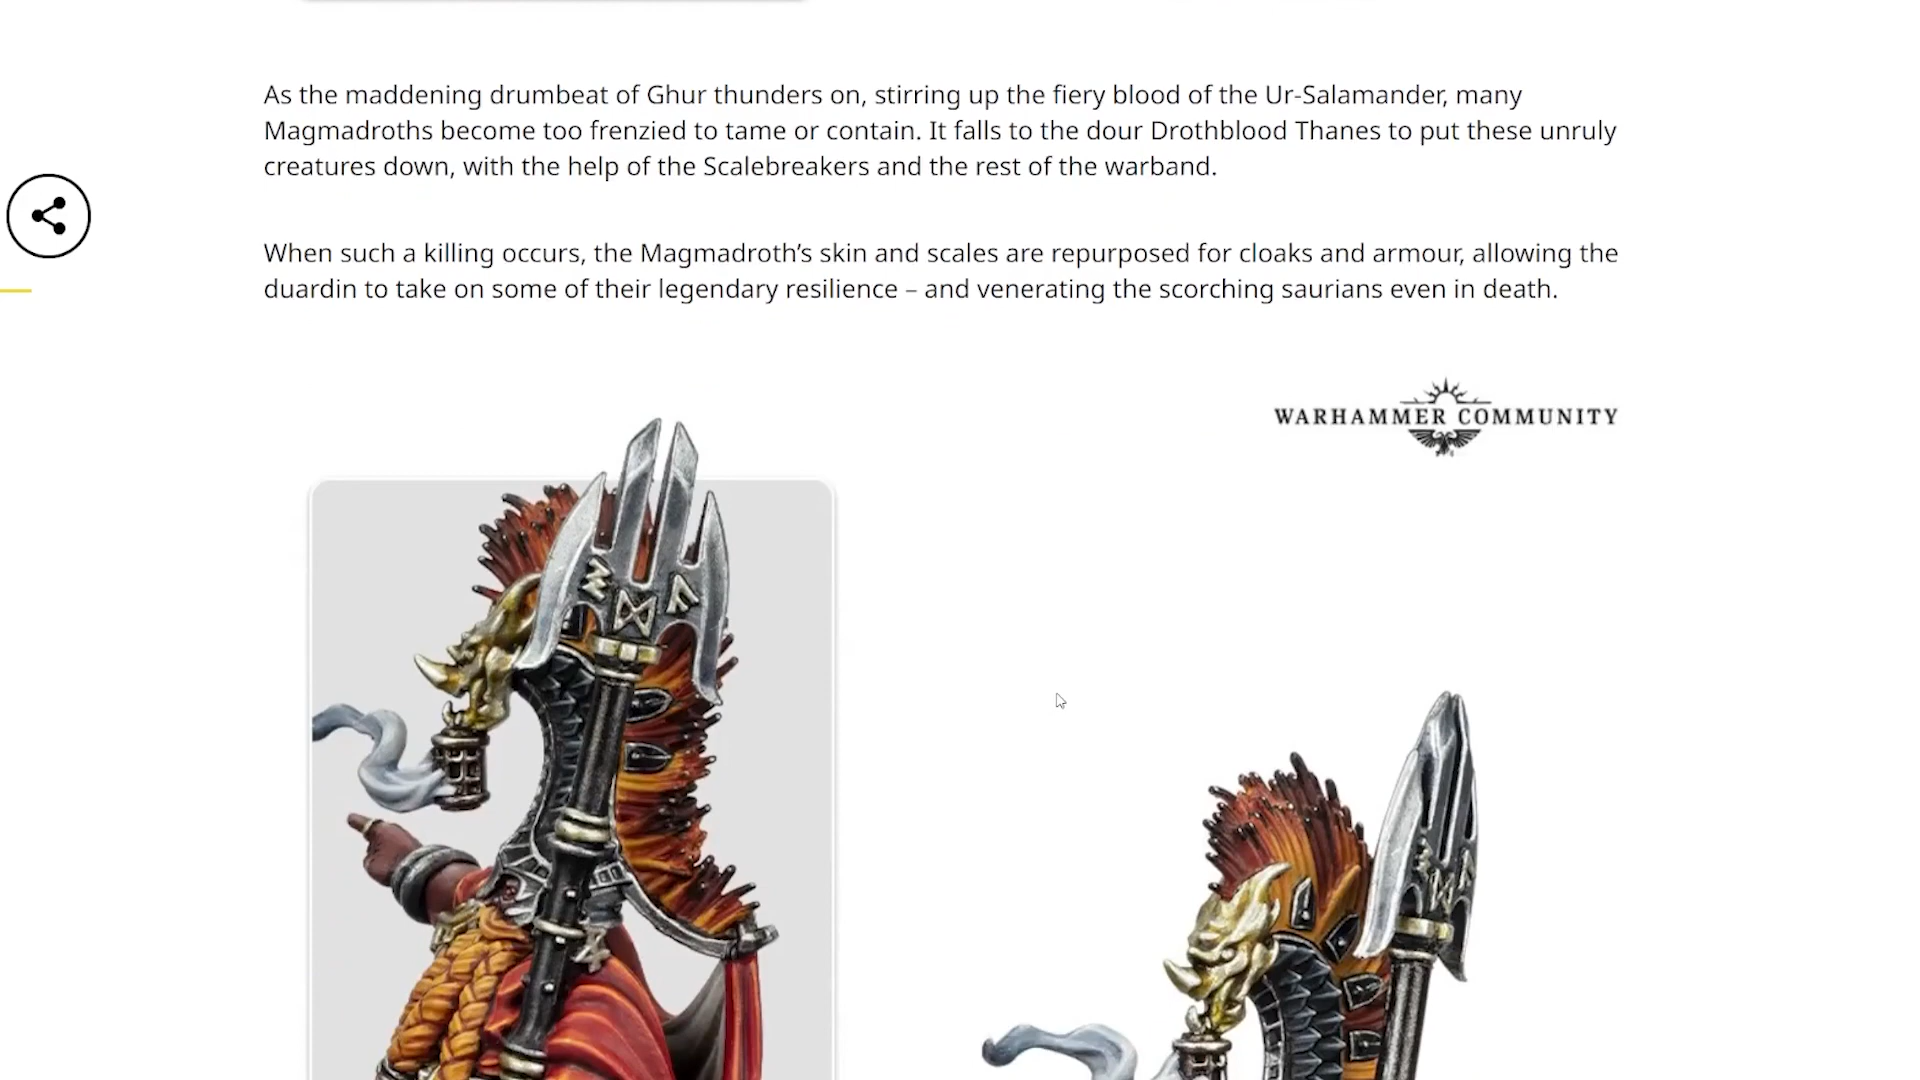 As the maddening drumbeat of Ghur thunders on, stirring up the fiery blood of the Ur-Salamander, many
Magmadroths become too frenzied to tame or contain. It falls to the dour Drothblood Thanes to put these unruly
creatures down, with the help of the Scalebreakers and the rest of the warband.
When such a killing occurs, the Magmadroth’s skin and scales are repurposed for cloaks and armour, allowing the
duardin to take on some of their legendary resilience – and venerating the scorching saurians even in death.
WARHAMMER COMMUNITY